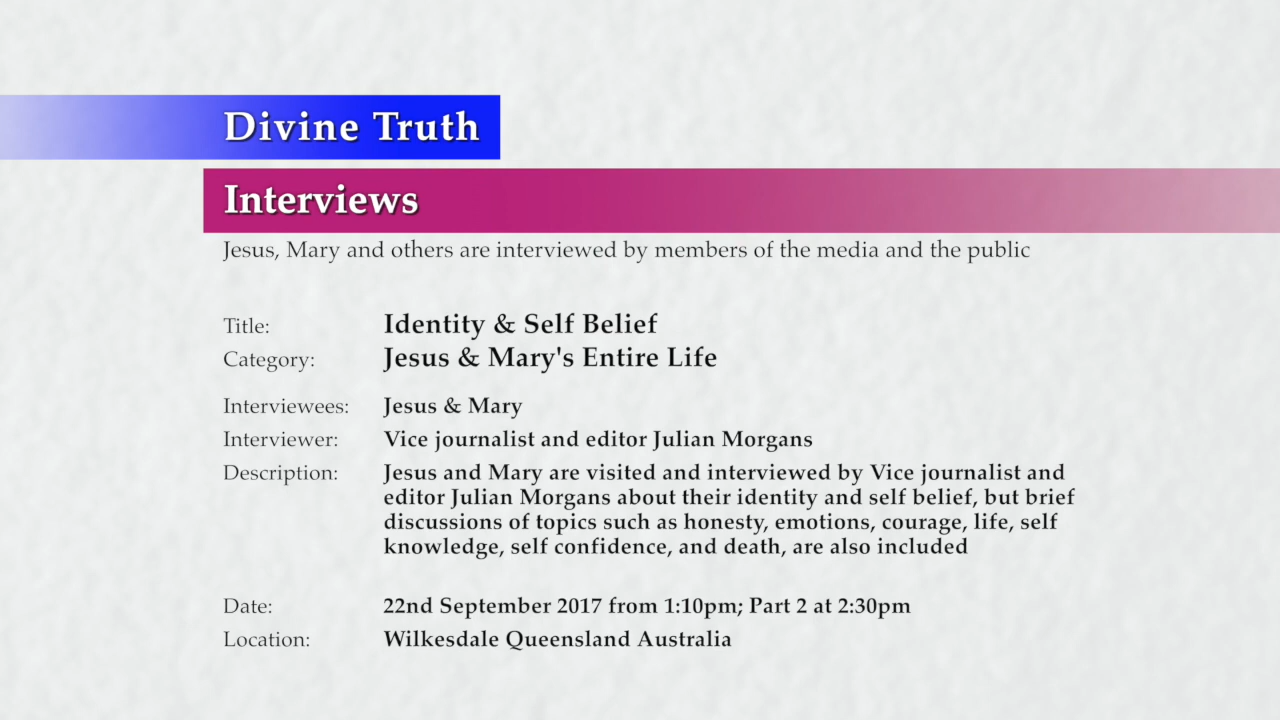 Divine Truth
Interviews
Jesus, Mary and others are interviewed by members of the media and the public
Title: Identity & Self Belief
Category: Jesus & Mary's Entire Life
Interviewees: Jesus & Mary
Interviewer: Vice journalist and editor Julian Morgans
Description: Jesus and Mary are visited and interviewed by Vice journalist and
editor Julian Morgans about their identity and self belief, but brief
discussions of topics such as honesty, emotions, courage, life, self
knowledge, self confidence, and death, are also included
Date: 22nd September 2017 from 1:10pm; Part 2 at 2:30pm
Location: Wilkesdale Queensland Australia